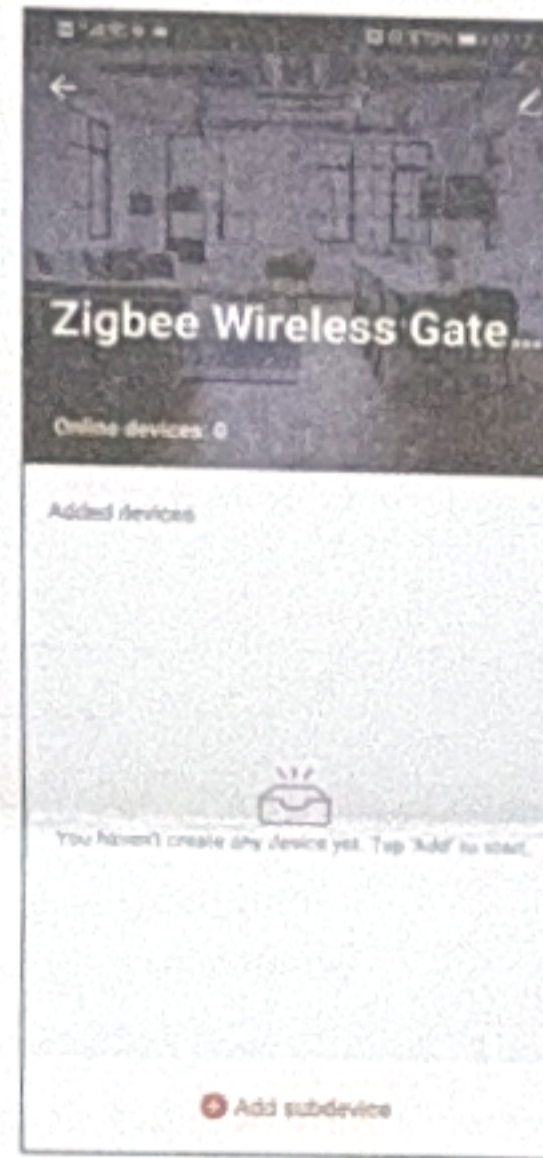 Zigbee Wireless Gate...
Online devices: 0
Added devices
You haven't create any device yet. Tap 'Add' to start.
Add subdevice